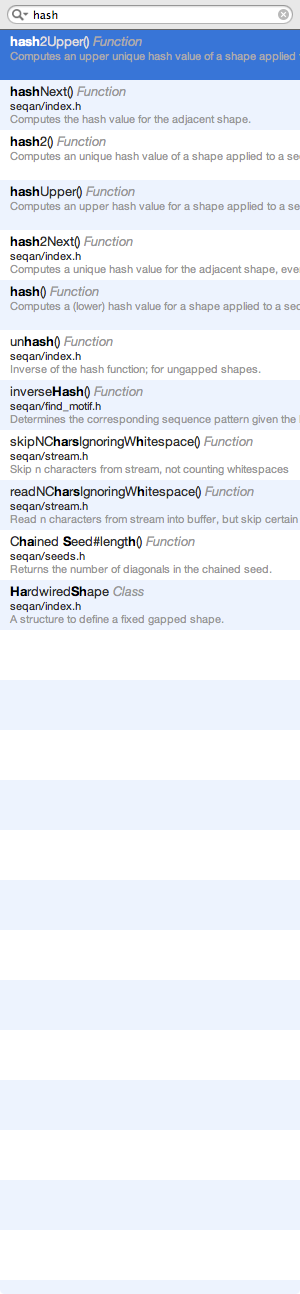 hash
hash2Upper() Function
Computes an upper unique hash value of a shape applied
hashNext() Function
seqan/index.h
Computes the hash value for the adjacent shape.
hash2() Function
Computes an unique hash value of a shape applied to a se
hashUpper() Function
Computes an upper hash value for a shape applied to a se
hash2Next() Function
seqan/index.h
Computes a unique hash value for the adjacent shape, eve
hash() Function
Computes a (lower) hash value for a shape applied to a seq
unhash() Function
seqan/index.h
Inverse of the hash function; for ungapped shapes.
inverseHash() Function
seqan/find_motif.h
Determines the corresponding sequence pattern given the
skipNCharsIgnoringWhitespace() Function
seqan/stream.h
Skip n characters from stream, not counting whitespaces
readNCharsIgnoringWhitespace() Function
seqan/stream.h
Read n characters from stream into buffer, but skip certain
Chained Seed#length() Function
seqan/seeds.h
Returns the number of diagonals in the chained seed.
HardwiredShape Class
seqan/index.h
A structure to define a fixed gapped shape.